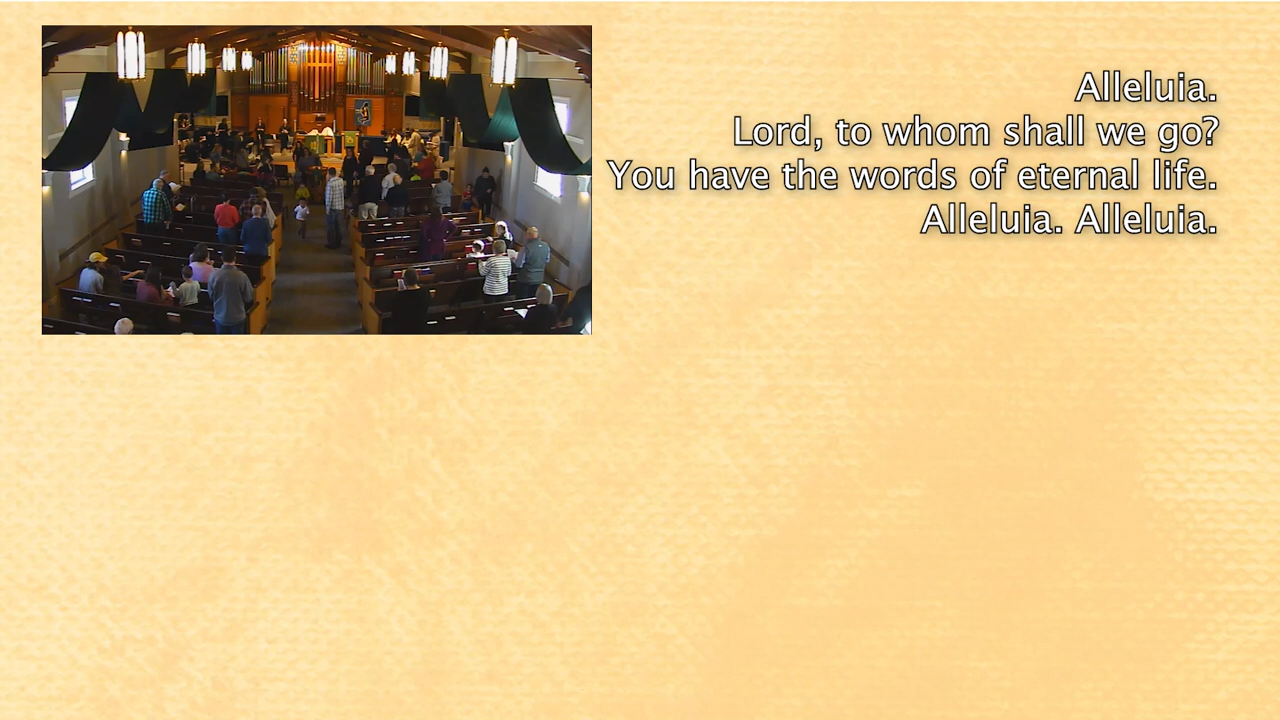 Alleluia.
Lord, to whom shall we go?
You have the words of eternal life.
Alleluia. Alleluia.